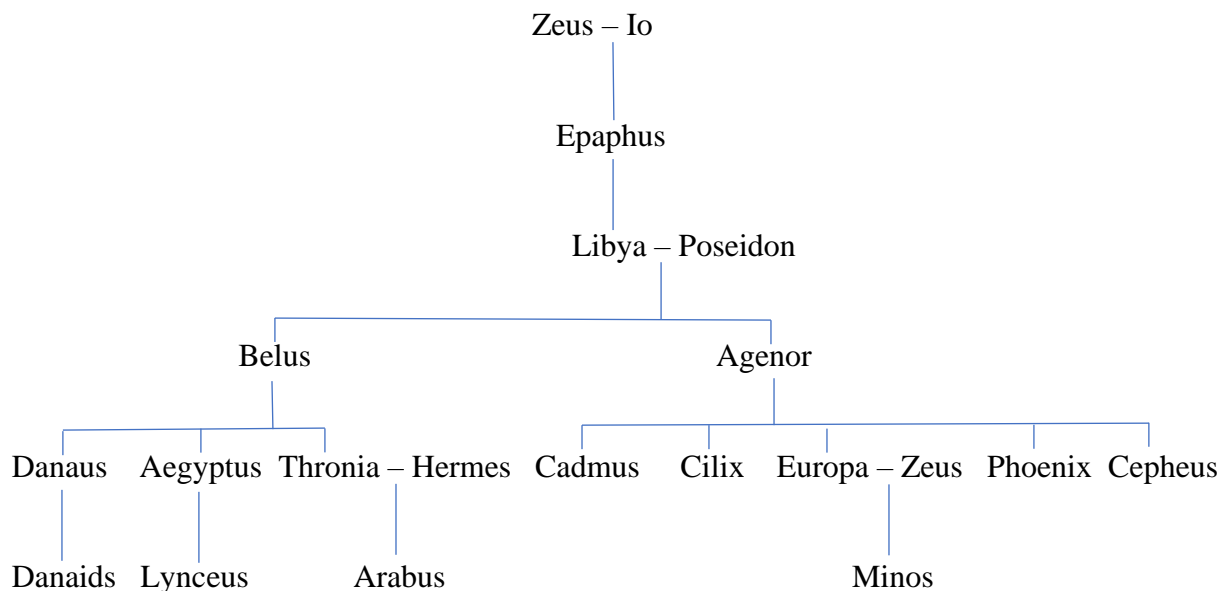 Zeus – Io
Epaphus
Libya – Poseidon
Belus Agenor
Danaus Aegyptus Thronia – Hermes Cadmus Cilix Europa – Zeus Phoenix Cepheus
Danaids Lynceus Arabus Minos